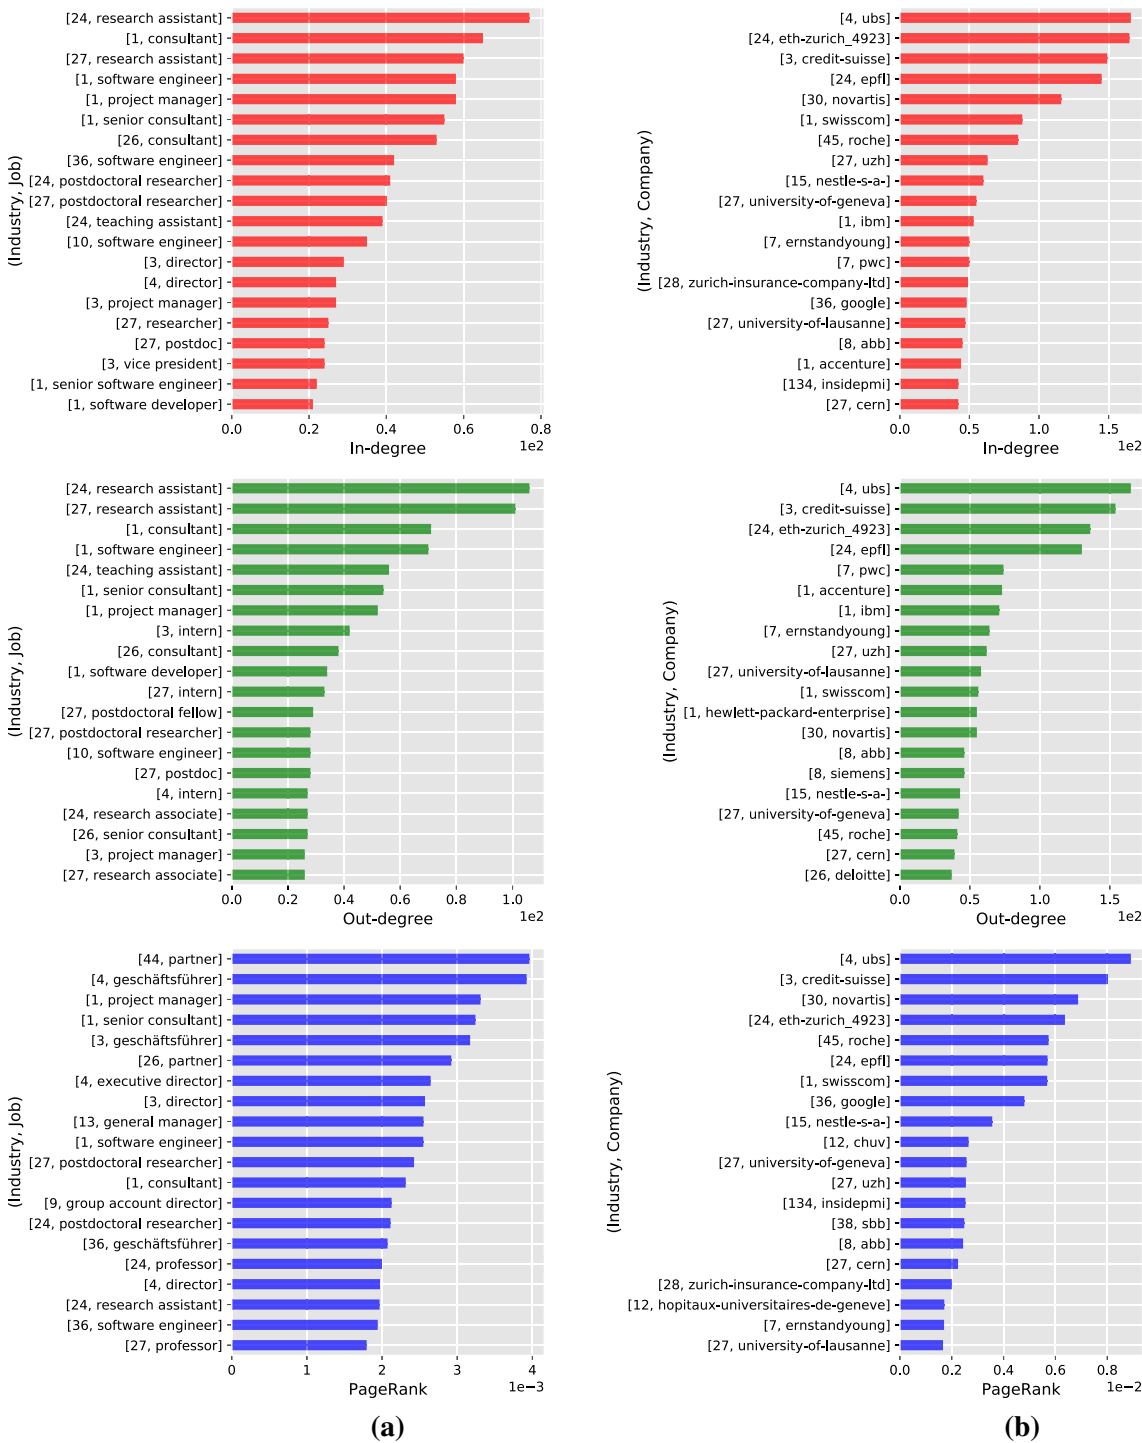 [24, research assistant]
[1, consultant]
[27, research assistant]
[1, software engineer]
[1, project manager]
[1, senior consultant]
[26, consultant]
[36, software engineer]
[24, postdoctoral researcher]
[27, postdoctoral researcher]
[24, teaching assistant]
[10, software engineer]
[3, director]
[4, director]
[3, project manager]
[27, researcher]
[27, postdoc]
[3, vice president]
[1, senior software engineer]
[1, software developer]
(Industry, Job)
0.0 0.2 0.4 0.6 0.8
In-degree
1e2
[4, ubs]
[24, eth-zurich_4923]
[3, credit-suisse]
[24, epfl]
[30, novartis]
[1, swisscom]
[45, roche]
[27, uzh]
[15, nestle-s-a-]
[27, university-of-geneva]
[1, ibm]
[7, ernstandyoung]
[7, pwc]
[28, zurich-insurance-company-ltd]
[36, google]
[27, university-of-lausanne]
[8, abb]
[1, accenture]
[134, insidepmi]
[27, cern]
(Industry, Company)
0.0 0.5 1.0 1.5
In-degree
1e2
[24, research assistant]
[27, research assistant]
[1, consultant]
[1, software engineer]
[24, teaching assistant]
[1, senior consultant]
[1, project manager]
[3, intern]
[26, consultant]
[1, software developer]
[27, intern]
[27, postdoctoral fellow]
[27, postdoctoral researcher]
[10, software engineer]
[27, postdoc]
[4, intern]
[24, research associate]
[26, senior consultant]
[3, project manager]
[27, research associate]
(Industry, Job)
0.0 0.2 0.4 0.6 0.8 1.0
Out-degree
1e2
[4, ubs]
[3, credit-suisse]
[24, eth-zurich_4923]
[24, epfl]
[7, pwc]
[1, accenture]
[1, ibm]
[7, ernstandyoung]
[27, uzh]
[27, university-of-lausanne]
[1, swisscom]
[1, hewlett-packard-enterprise]
[30, novartis]
[8, abb]
[8, siemens]
[15, nestle-s-a-]
[27, university-of-geneva]
[45, roche]
[27, cern]
[26, deloitte]
(Industry, Company)
0.0 0.5 1.0 1.5
Out-degree
1e2
[44, partner]
[4, geschäftsführer]
[1, project manager]
[1, senior consultant]
[3, geschäftsführer]
[26, partner]
[4, executive director]
[3, director]
[13, general manager]
[1, software engineer]
[27, postdoctoral researcher]
[1, consultant]
[9, group account director]
[24, postdoctoral researcher]
[36, geschäftsführer]
[24, professor]
[4, director]
[24, research assistant]
[36, software engineer]
[27, professor]
(Industry, Job)
0 1 2 3 4
PageRank
1e−3
[4, ubs]
[3, credit-suisse]
[30, novartis]
[24, eth-zurich_4923]
[45, roche]
[24, epfl]
[1, swisscom]
[36, google]
[15, nestle-s-a-]
[12, chuv]
[27, university-of-geneva]
[27, uzh]
[134, insidepmi]
[38, sbb]
[8, abb]
[27, cern]
[28, zurich-insurance-company-ltd]
[12, hopitaux-universitaires-de-geneve]
[7, ernstandyoung]
[27, university-of-lausanne]
(Industry, Company)
0.0 0.2 0.4 0.6 0.8
PageRank
1e−2
(a)
(b)